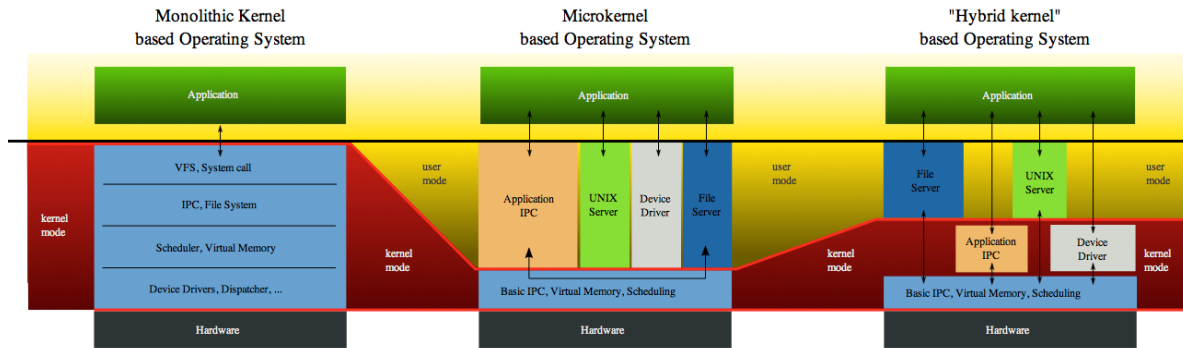 Monolithic Kernel
based Operating System
Microkernel
based Operating System
"Hybrid kernel"
based Operating System
Application
VFS, System call
IPC, File System
Scheduler, Virtual Memory
Device Drivers, Dispatcher, ...
Hardware
kernel
mode
user
mode
kernel
mode
Application
Application
IPC
UNIX
Server
Device
Driver
File
Server
Basic IPC, Virtual Memory, Scheduling
Hardware
user
mode
kernel
mode
Application
File
Server
UNIX
Server
Application
IPC
Device
Driver
Basic IPC, Virtual Memory, Scheduling
Hardware
user
mode
kernel
mode